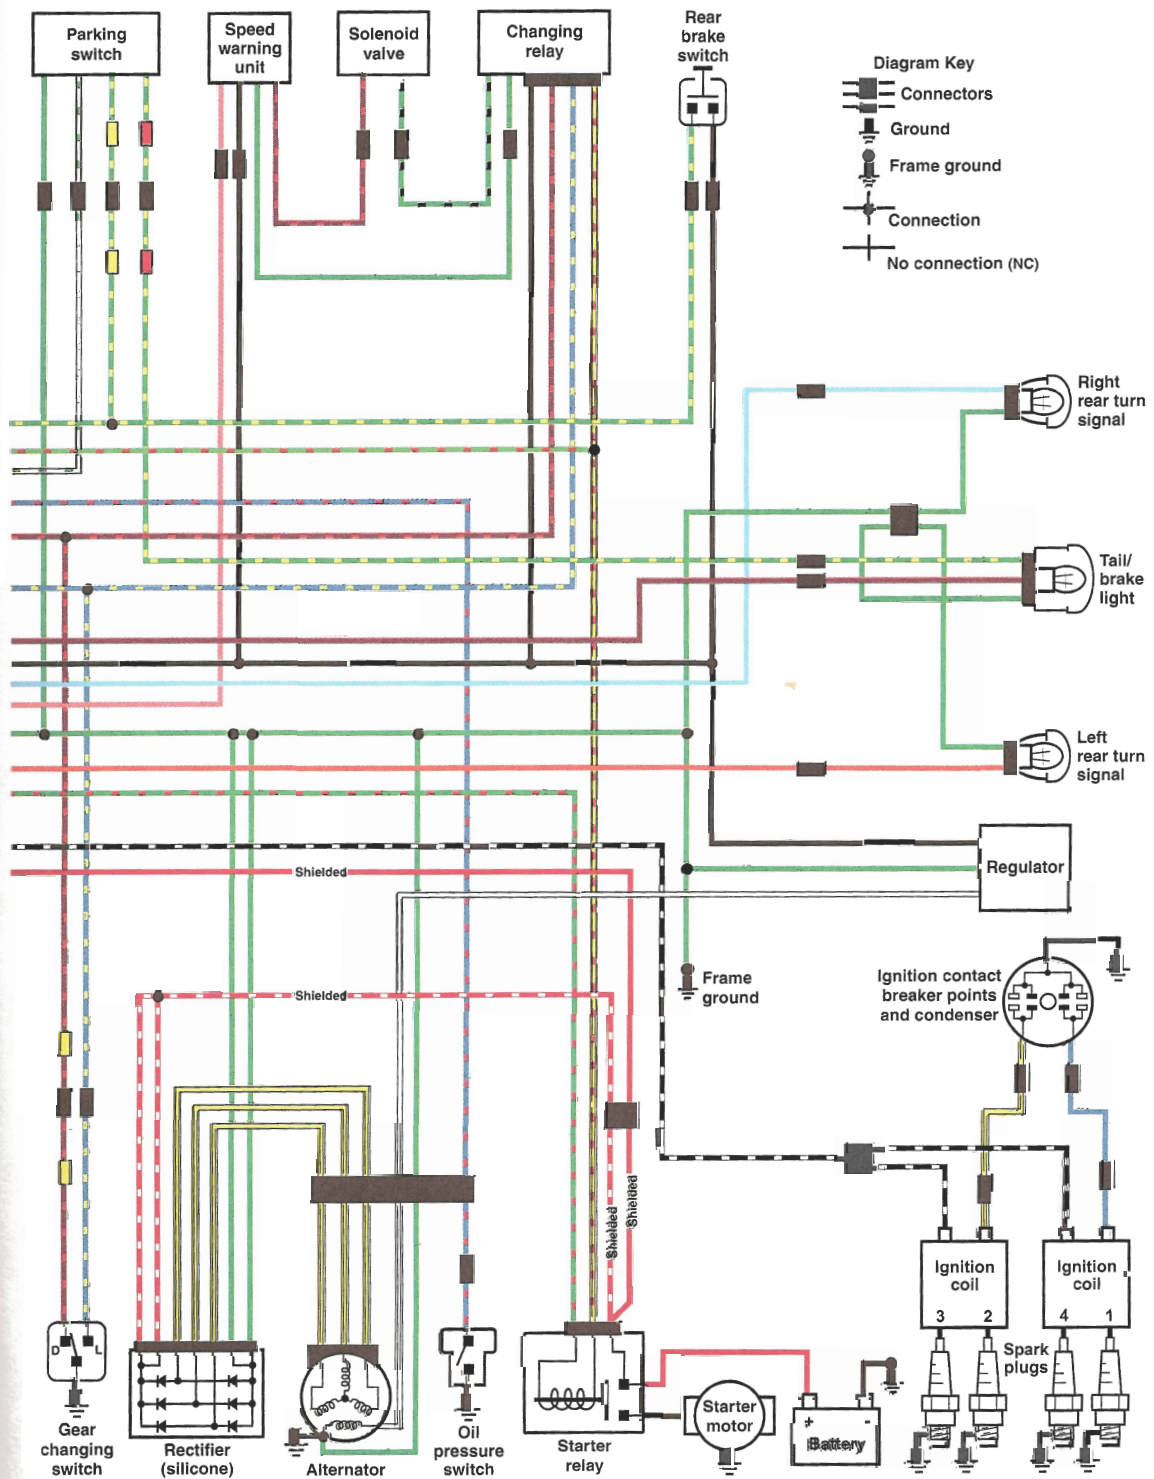 Parking
switch
Speed
warning
unit
Solenoid
valve
Changing
relay
Rear
brake
switch
Diagram Key
Connectors
Ground
Frame ground
Connection
No connection (NC)
Right
rear turn
signal
Tail/
brake
light
Left
rear turn
signal
Regulator
Shielded
Shielded
Frame
ground
Ignition contact
breaker points
and condenser
Shielded
Shielded
Ignition
coil
3 2
Ignition
coil
4 1
Spark
plugs
D L
Gear
changing
switch
Rectifier
(silicone)
Alternator
Oil
pressure
switch
Starter
relay
Starter
motor
+ -
Battery